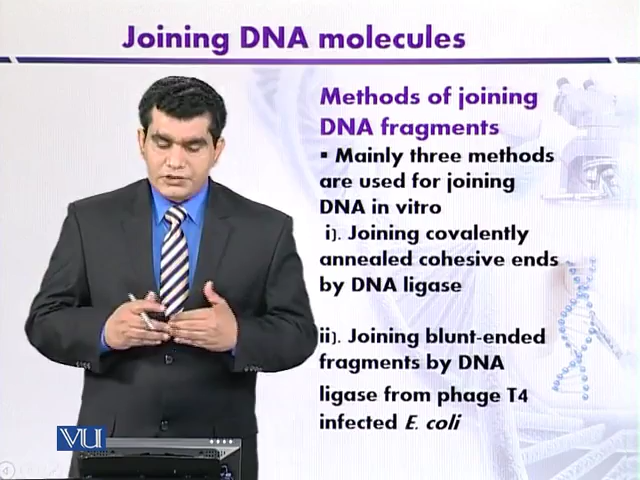 Joining DNA molecules
Methods of joining
DNA fragments
▪ Mainly three methods
are used for joining
DNA in vitro
i). Joining covalently
annealed cohesive ends
by DNA ligase
ii). Joining blunt-ended
fragments by DNA
ligase from phage T4
infected E. coli
VU